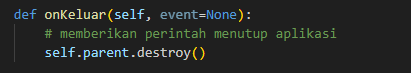 def onKeluar(self, event=None):
    # memberikan perintah menutup aplikasi
    self.parent.destroy()